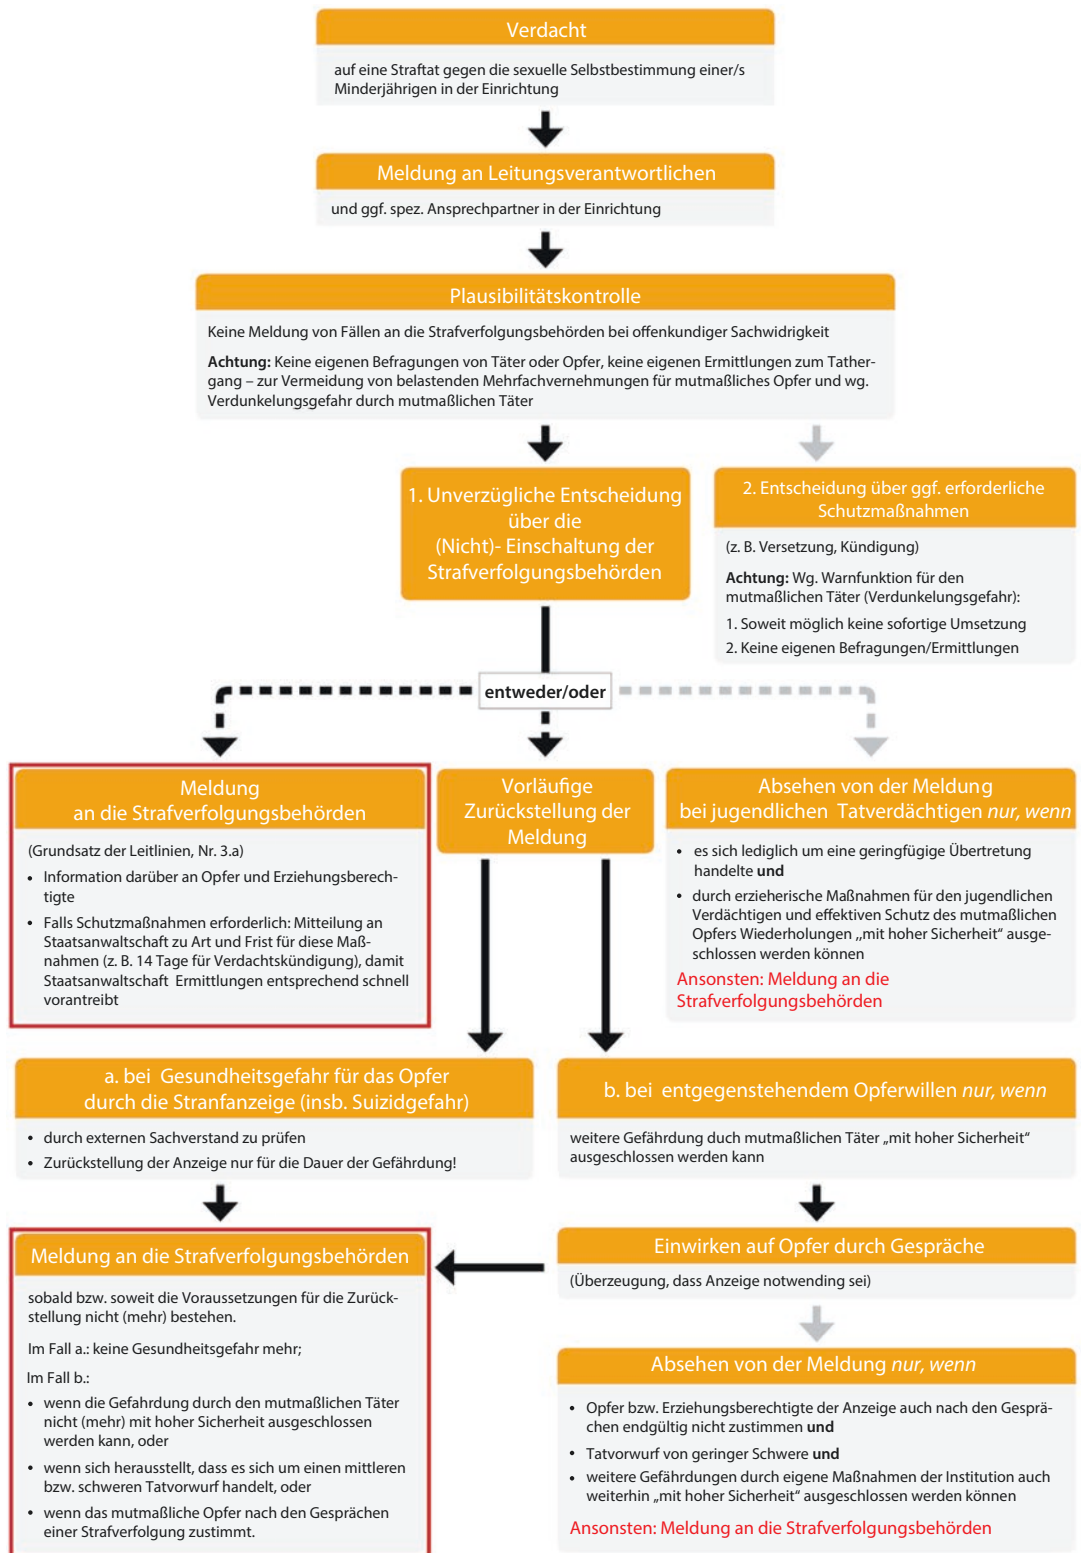 Verdacht
auf eine Straftat gegen die sexuelle Selbstbestimmung einer/s
Minderjährigen in der Einrichtung
Meldung an Leitungsverantwortlichen
und ggf. spez. Ansprechpartner in der Einrichtung
Plausibilitätskontrolle
Keine Meldung von Fällen an die Strafverfolgungsbehörden bei offenkundiger Sachwidrigkeit
Achtung: Keine eigenen Befragungen von Täter oder Opfer, keine eigenen Ermittlungen zum Tather-
gang – zur Vermeidung von belastenden Mehrfachvernehmungen für mutmaßliches Opfer und wg.
Verdunkelungsgefahr durch mutmaßlichen Täter
1. Unverzügliche Entscheidung
über die
(Nicht)- Einschaltung der
Strafverfolgungsbehörden
2. Entscheidung über ggf. erforderliche
Schutzmaßnahmen
(z. B. Versetzung, Kündigung)
Achtung: Wg. Warnfunktion für den
mutmaßlichen Täter (Verdunkelungsgefahr):
1. Soweit möglich keine sofortige Umsetzung
2. Keine eigenen Befragungen/Ermittlungen
entweder/oder
Meldung
an die Strafverfolgungsbehörden
(Grundsatz der Leitlinien, Nr. 3.a)
• Information darüber an Opfer und Erziehungsberech-
tigte
• Falls Schutzmaßnahmen erforderlich: Mitteilung an
Staatsanwaltschaft zu Art und Frist für diese Maß-
nahmen (z. B. 14 Tage für Verdachtskündigung), damit
Staatsanwaltschaft Ermittlungen entsprechend schnell
vorantreibt
Vorläufige
Zurückstellung der
Meldung
Absehen von der Meldung
bei jugendlichen Tatverdächtigen nur, wenn
• es sich lediglich um eine geringfügige Übertretung
handelte und
• durch erzieherische Maßnahmen für den jugendlichen
Verdächtigen und effektiven Schutz des mutmaßlichen
Opfers Wiederholungen „mit hoher Sicherheit" ausge-
schlossen werden können
Ansonsten: Meldung an die
Strafverfolgungsbehörden
a. bei Gesundheitsgefahr für das Opfer
durch die Stranfanzeige (insb. Suizidgefahr)
• durch externen Sachverstand zu prüfen
• Zurückstellung der Anzeige nur für die Dauer der Gefährdung!
b. bei entgegenstehendem Opferwillen nur, wenn
weitere Gefährdung duch mutmaßlichen Täter „mit hoher Sicherheit"
ausgeschlossen werden kann
Meldung an die Strafverfolgungsbehörden
sobald bzw. soweit die Voraussetzungen für die Zurück-
stellung nicht (mehr) bestehen.
Im Fall a.: keine Gesundheitsgefahr mehr;
Im Fall b.:
• wenn die Gefahrdung durch den mutmaßlichen Täter
nicht (mehr) mit hoher Sicherheit ausgeschlossen
werden kann, oder
• wenn sich herausstellt, dass es sich um einen mittleren
bzw. schweren Tatvorwurf handelt, oder
• wenn das mutmaßliche Opfer nach den Gesprächen
einer Strafverfolgung zustimmt.
Einwirken auf Opfer durch Gespräche
(Überzeugung, dass Anzeige notwending sei)
Absehen von der Meldung nur, wenn
• Opfer bzw. Erziehungsberechtigte der Anzeige auch nach den Gesprä-
chen endgültig nicht zustimmen und
• Tatvorwurf von geringer Schwere und
• weitere Gefährdungen durch eigene Maßnahmen der Institution auch
weiterhin „mit hoher Sicherheit" ausgeschlossen werden können
Ansonsten: Meldung an die Strafverfolgungsbehörden